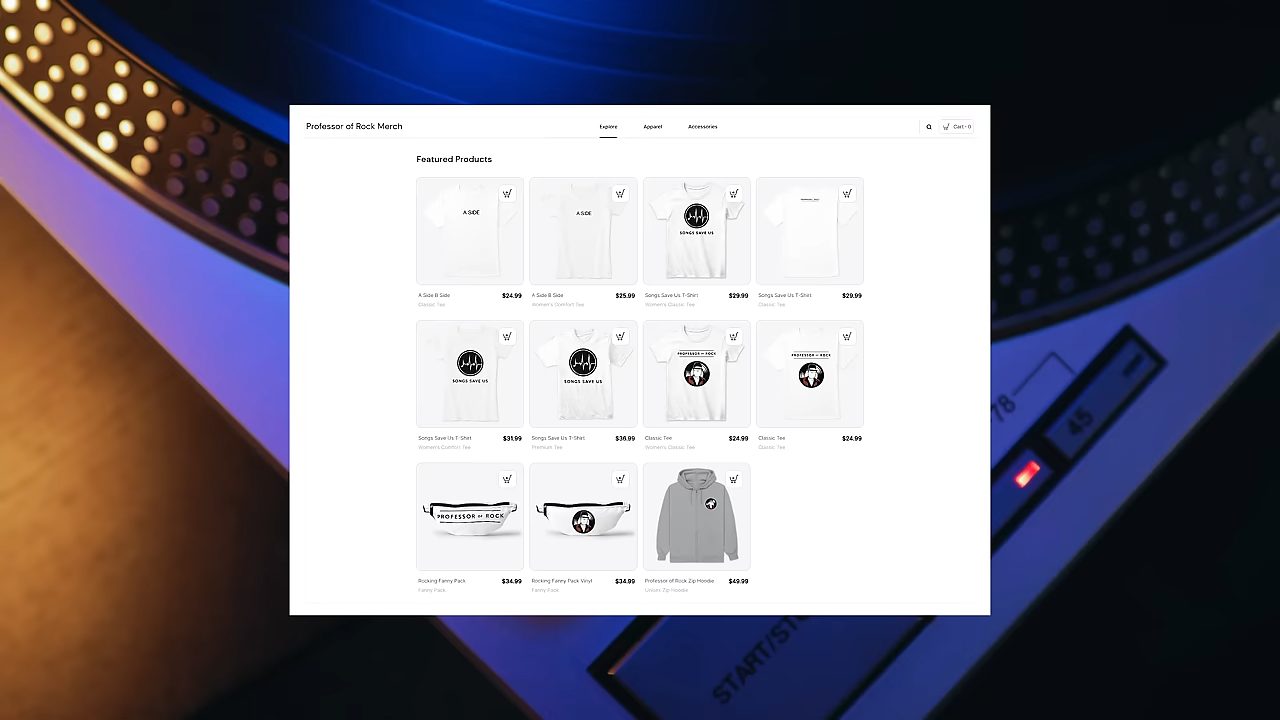 Professor of Rock Merch
Explore
Apparel
Accessories
Cart · 0
Featured Products
A SIDE
A SIDE
SONGS SAVE US
A Side B Side $24.99
Classic Tee
A Side B Side $25.99
Women's Comfort Tee
Songs Save Us T-Shirt $29.99
Women's Classic Tee
Songs Save Us T-Shirt $29.99
Classic Tee
SONGS SAVE US
SONGS SAVE US
PROFESSOR OF ROCK
PROFESSOR OF ROCK
Songs Save Us T-Shirt $31.99
Women's Comfort Tee
Songs Save Us T-Shirt $36.99
Premium Tee
Classic Tee $24.99
Women's Classic Tee
Classic Tee $24.99
Classic Tee
PROFESSOR OF ROCK
Rocking Fanny Pack $34.99
Fanny Pack
Rocking Fanny Pack Vinyl $34.99
Fanny Pack
Professor of Rock Zip Hoodie $49.99
Unisex Zip Hoodie
78
45
START/STO